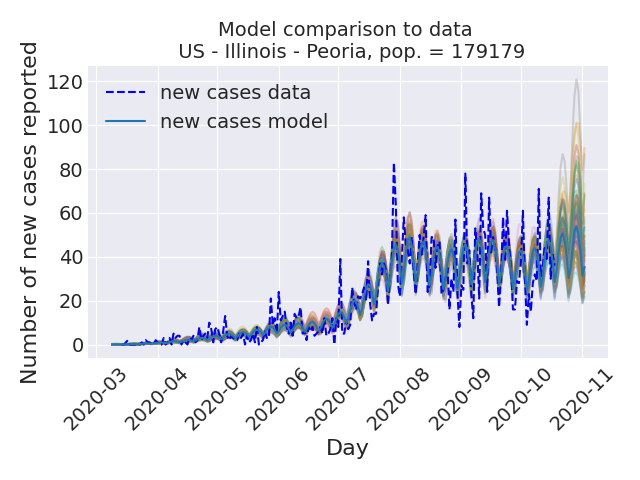 Model comparison to data
US - Illinois - Peoria, pop. = 179179
Number of new cases reported
120
100
80
60
40
20
0
new cases data
new cases model
2020-03
2020-04
2020-05
2020-06
2020-07
2020-08
2020-09
2020-10
2020-11
Day